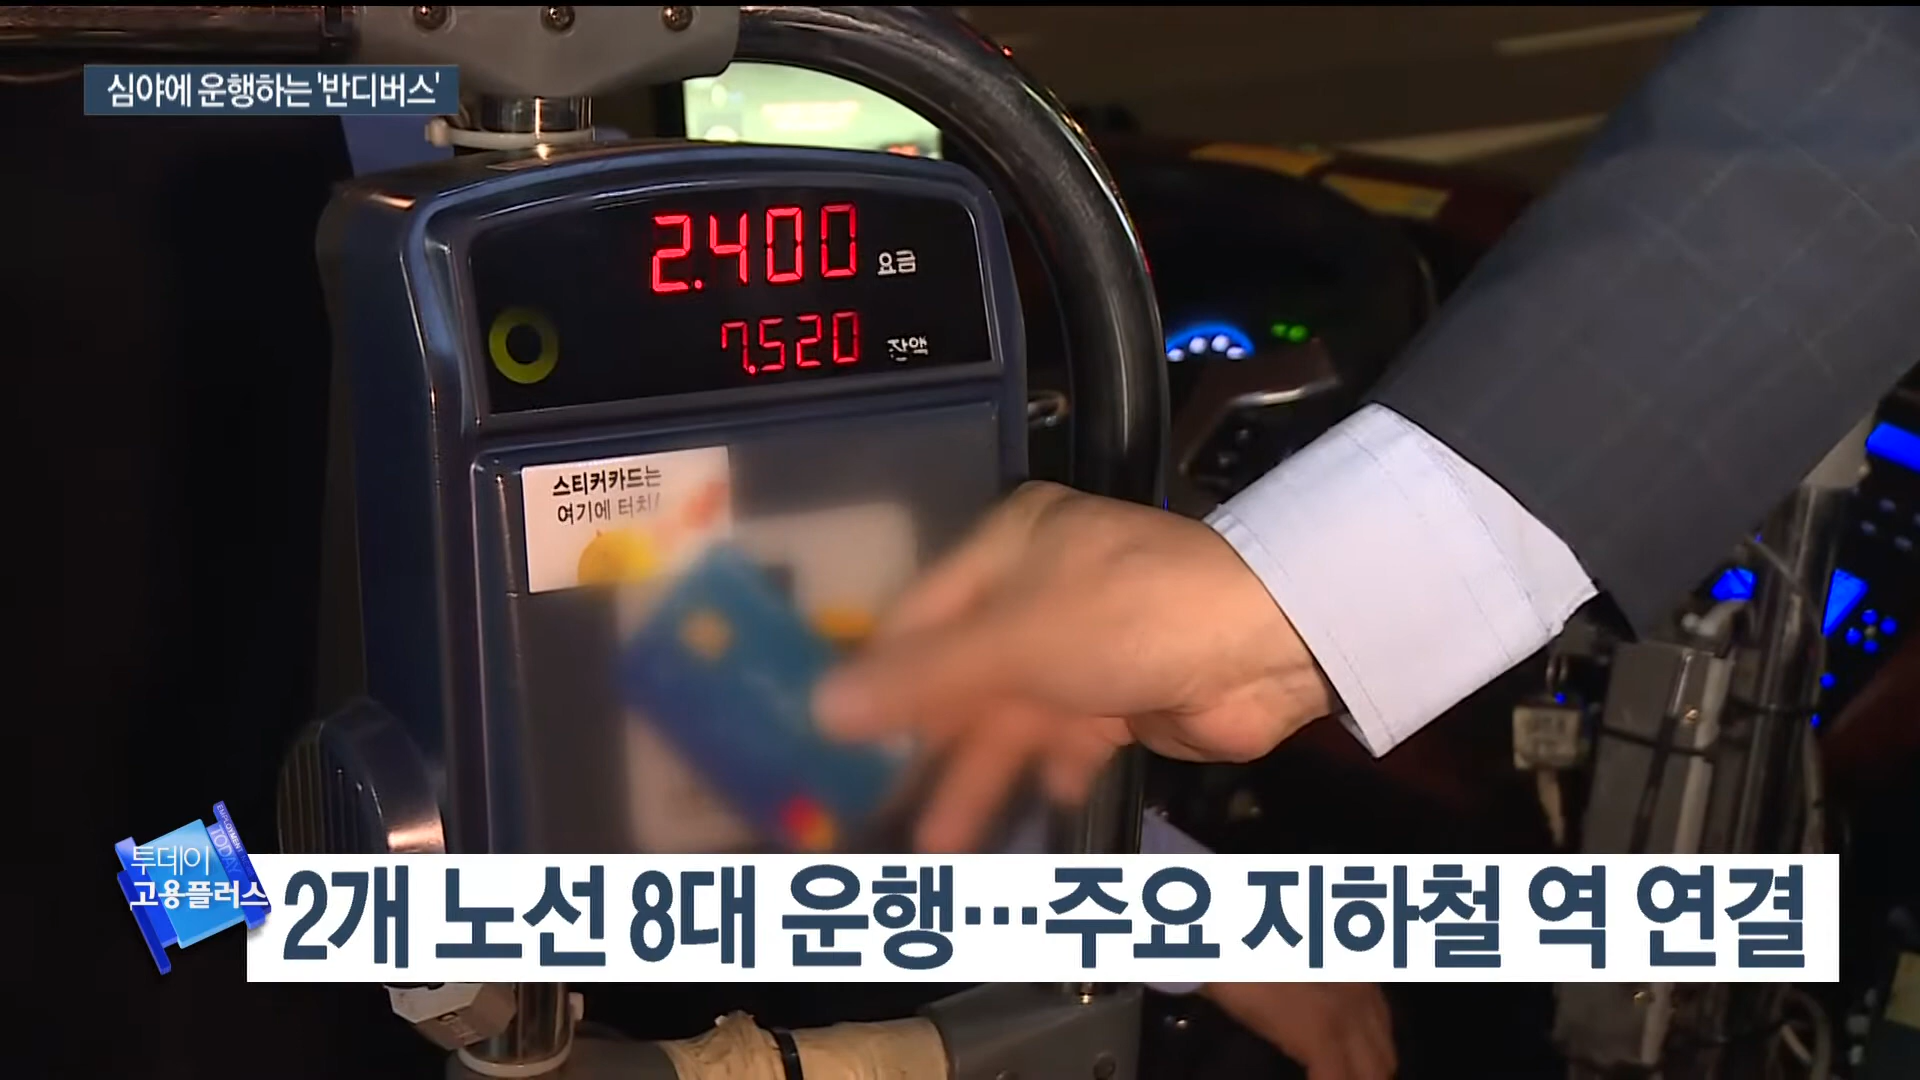 심야에 운행하는 '반디버스'
2.400 요금
7.520 잔액
스티커카드는
여기에 터치!
EMPLOYMENT
TODAY
투데이
고용플러스
2개 노선 8대 운행…주요 지하철 역 연결